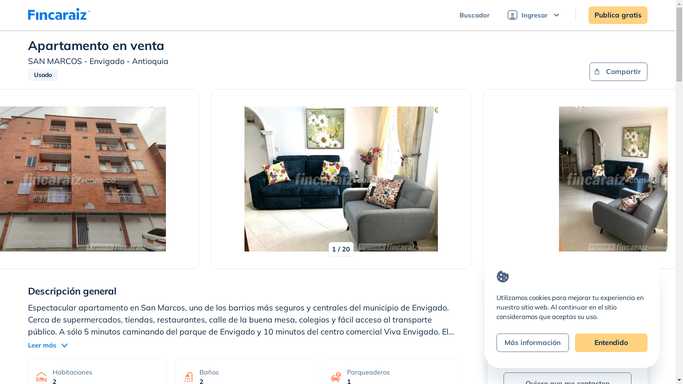 Fincaraiz
Buscador
Ingresar
Publica gratis
Apartamento en venta
SAN MARCOS - Envigado - Antioquia
Usado
Compartir
fincaraiz
fincaraiz
fincaraiz
1 / 20
Descripción general
Espectacular apartamento en San Marcos, uno de los barrios más seguros y centrales del municipio de Envigado.
Cerca de supermercados, tiendas, restaurantes, calle de la buena mesa, colegios y fácil acceso al transporte
público. A sólo 5 minutos caminando del parque de Envigado y 10 minutos del centro comercial Viva Envigado. El...
Leer más
Habitaciones
2
Baños
2
Parqueaderos
1
Utilizamos cookies para mejorar tu experiencia en
nuestro sitio web. Al continuar en el sitio
consideramos que aceptas su uso.
Más información
Entendido
Quiero que me contacten